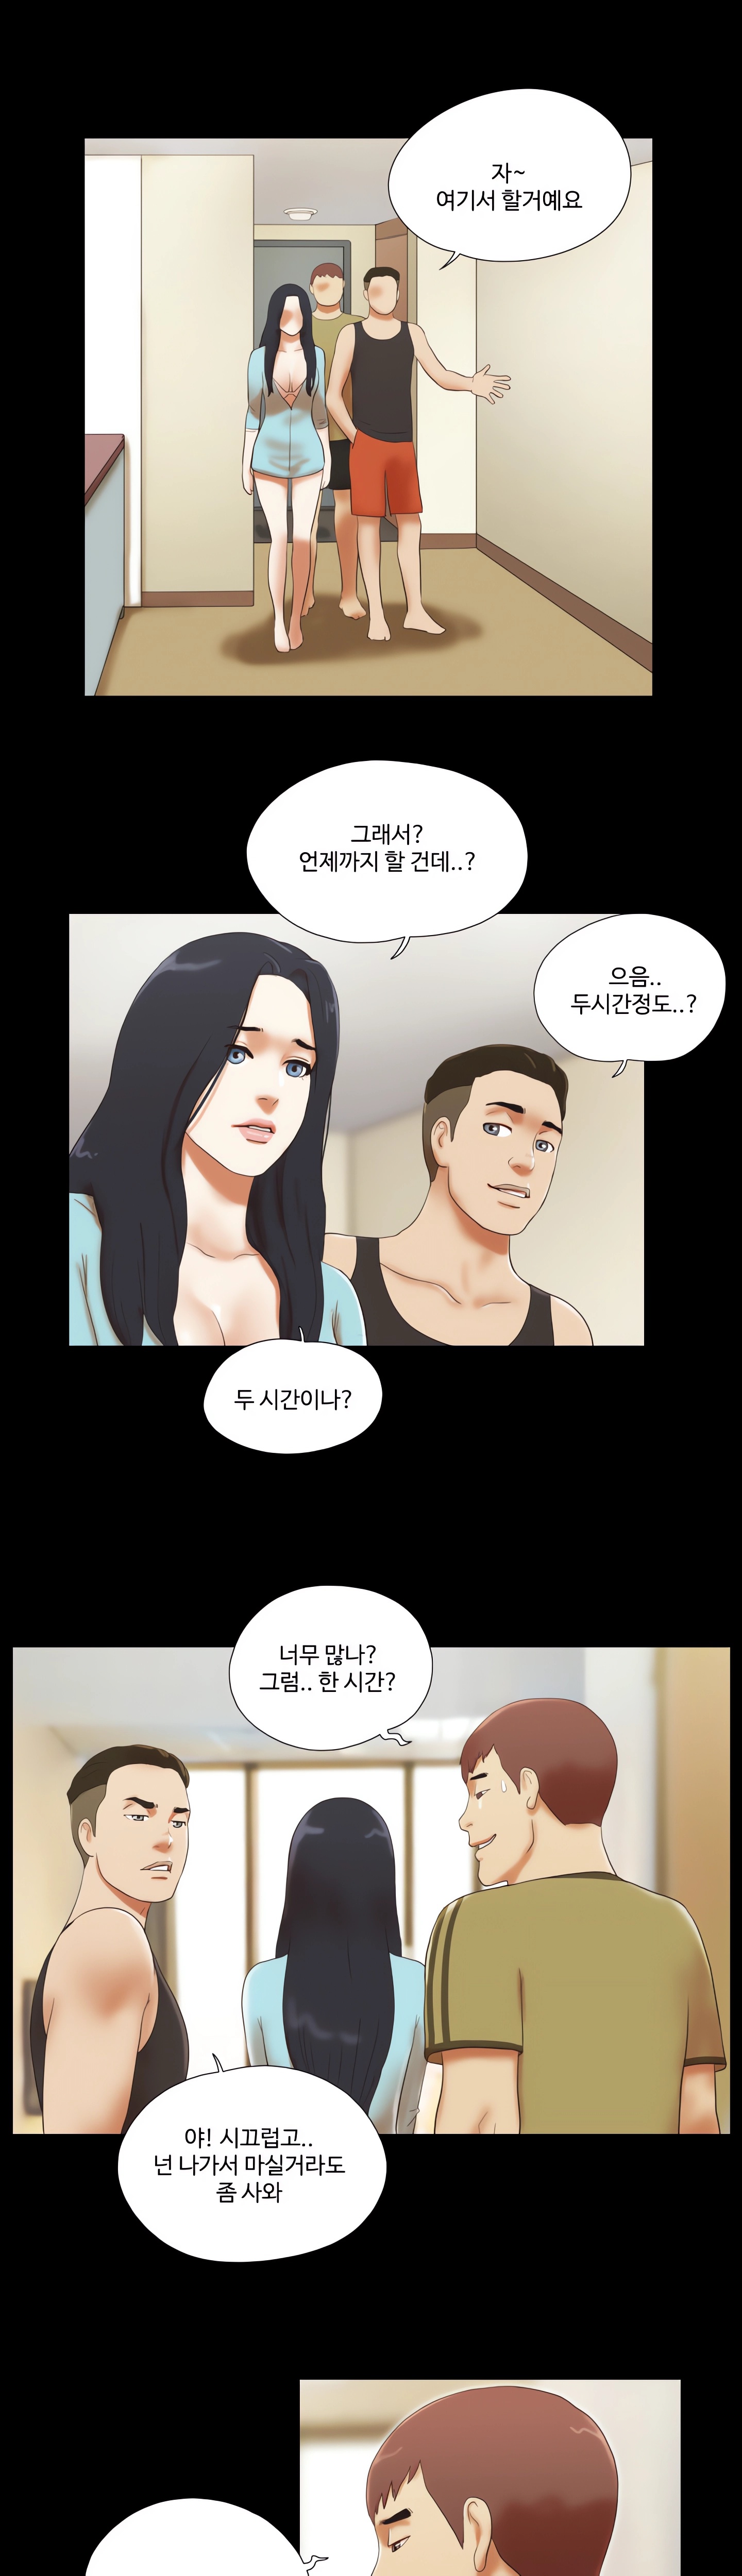 자~
여기서 할거예요
그래서?
언제까지 할 건데..?
으음..
두시간정도..?
두 시간이나?
너무 많나?
그럼.. 한 시간?
야! 시끄럽고..
넌 나가서 마실거라도
좀 사와